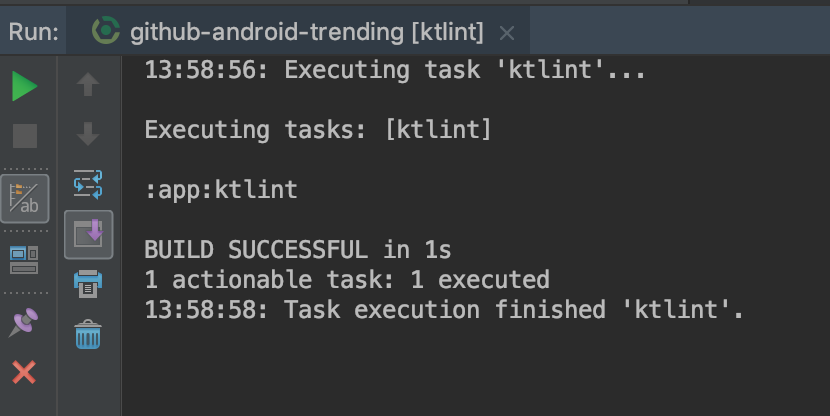 Run: github-android-trending [ktlint]
13:58:56: Executing task 'ktlint'...
Executing tasks: [ktlint]
:app:ktlint
BUILD SUCCESSFUL in 1s
1 actionable task: 1 executed
13:58:58: Task execution finished 'ktlint'.
ab